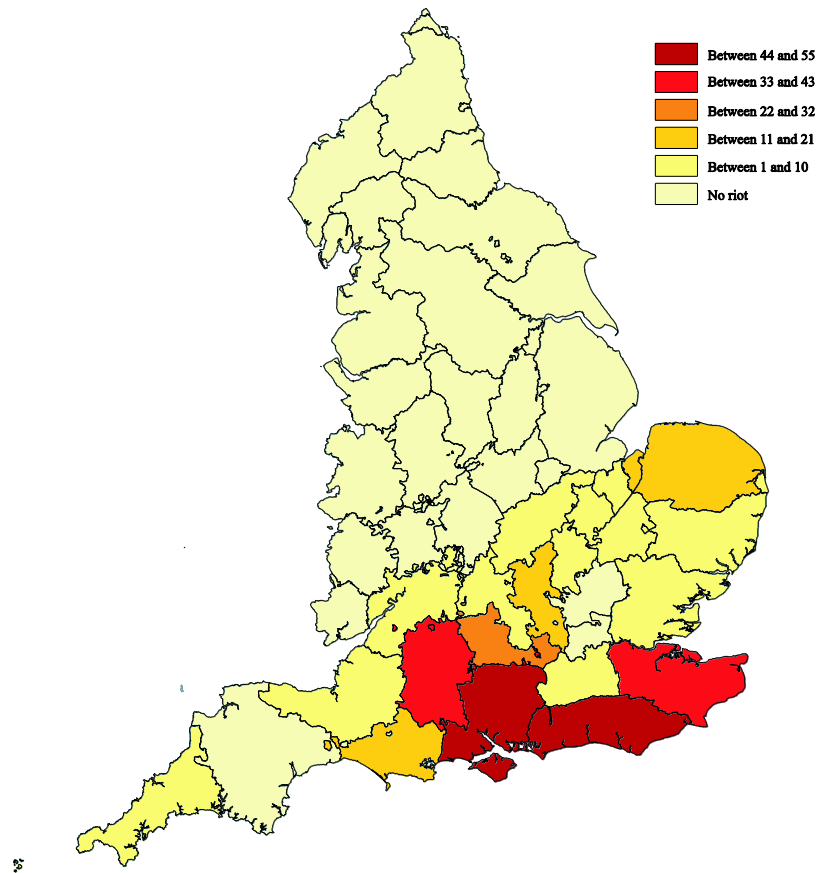 Between 44 and 55
Between 33 and 43
Between 22 and 32
Between 11 and 21
Between 1 and 10
No riot